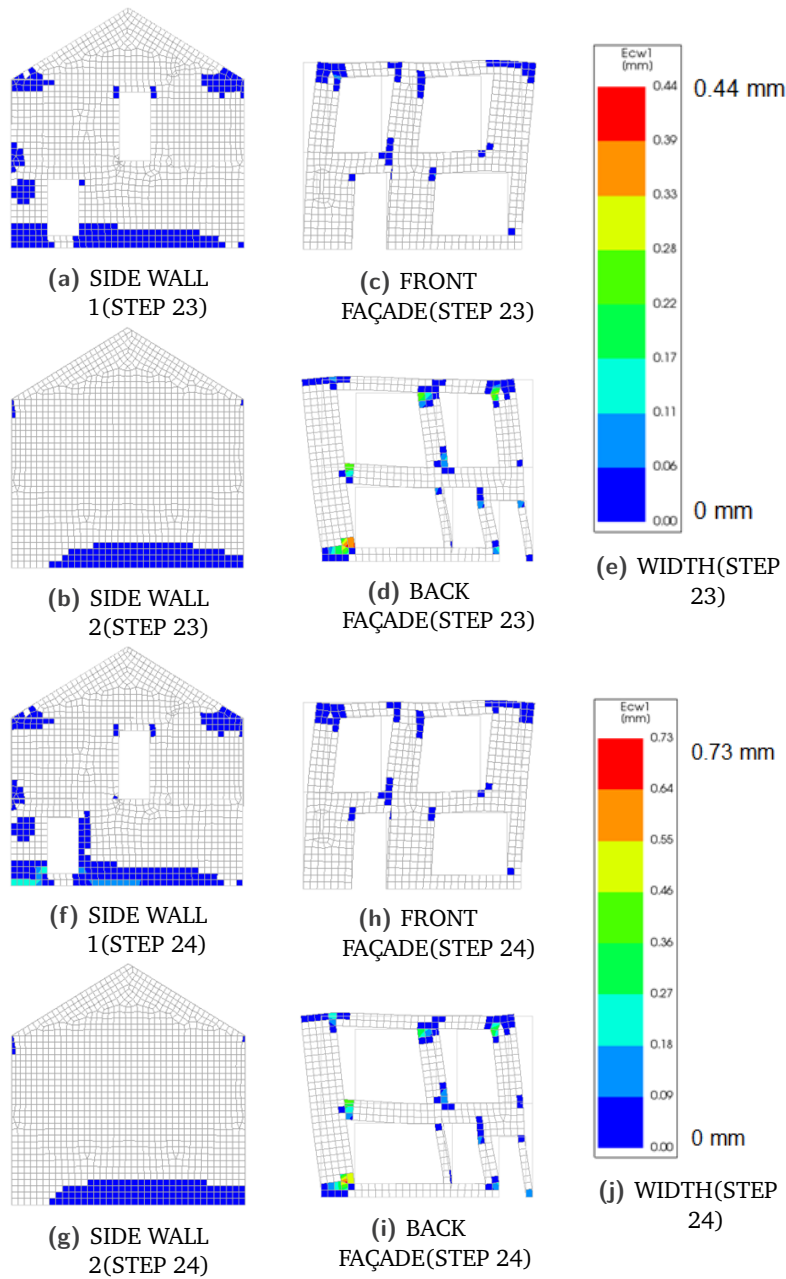 Ecw1
(mm)
0.44
0.39
0.33
0.28
0.22
0.17
0.11
0.06
0.00
0.44 mm
0 mm
(a) SIDE WALL
1(STEP 23)
(c) FRONT
FAÇADE(STEP 23)
(b) SIDE WALL
2(STEP 23)
(d) BACK
FAÇADE(STEP 23)
(e) WIDTH(STEP
23)
Ecw1
(mm)
0.73
0.64
0.55
0.46
0.36
0.27
0.18
0.09
0.00
0.73 mm
0 mm
(f) SIDE WALL
1(STEP 24)
(h) FRONT
FAÇADE(STEP 24)
(g) SIDE WALL
2(STEP 24)
(i) BACK
FAÇADE(STEP 24)
(j) WIDTH(STEP
24)